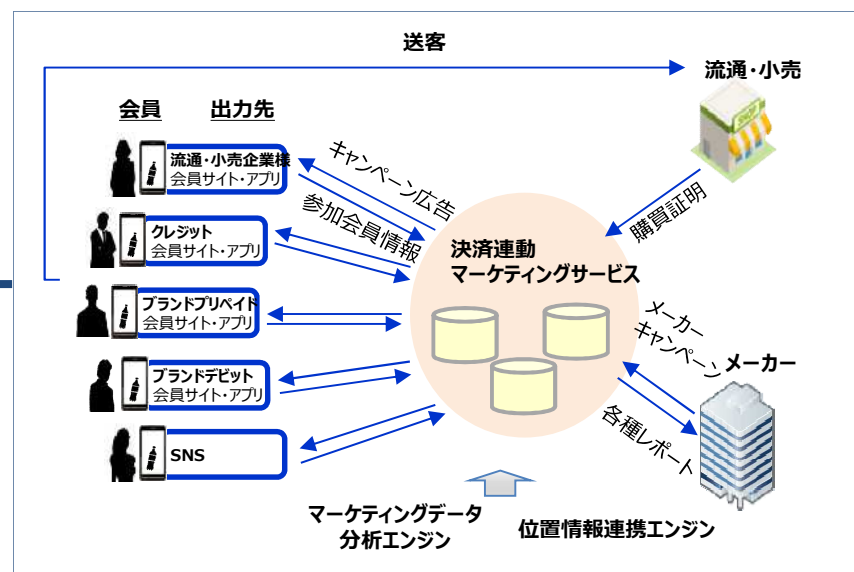 送客
流通・小売
SHOP
会員
出力先
流通・小売企業様
会員サイト・アプリ
キャンペーン広告
参加会員情報
購買証明
クレジット
会員サイト・アプリ
決済連動
マーケティングサービス
ブランドプリペイド
会員サイト・アプリ
メーカー
キャンペーン
メーカー
ブランドデビット
会員サイト・アプリ
各種レポート
SNS
マーケティングデータ
分析エンジン
位置情報連携エンジン